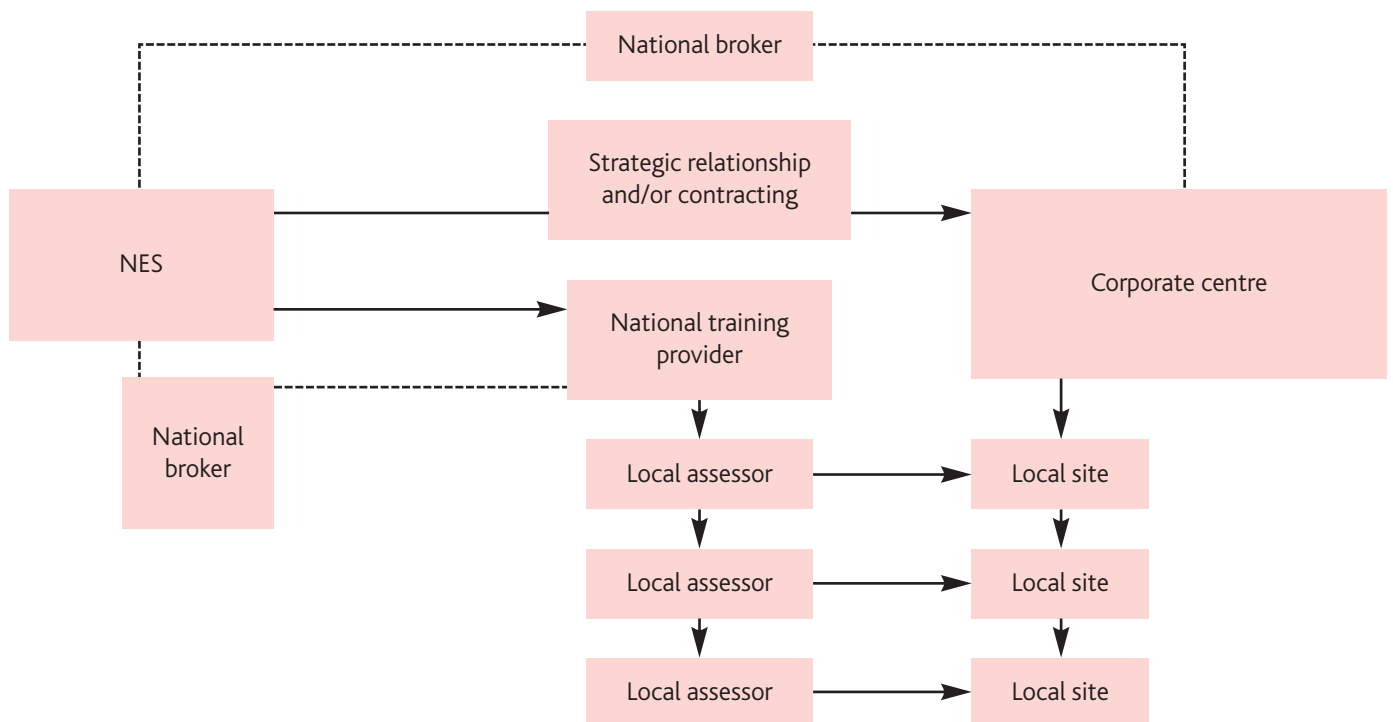 National broker
Strategic relationship
and/or contracting
NES
Corporate centre
National training
provider
National
broker
Local assessor
Local site
Local assessor
Local site
Local assessor
Local site